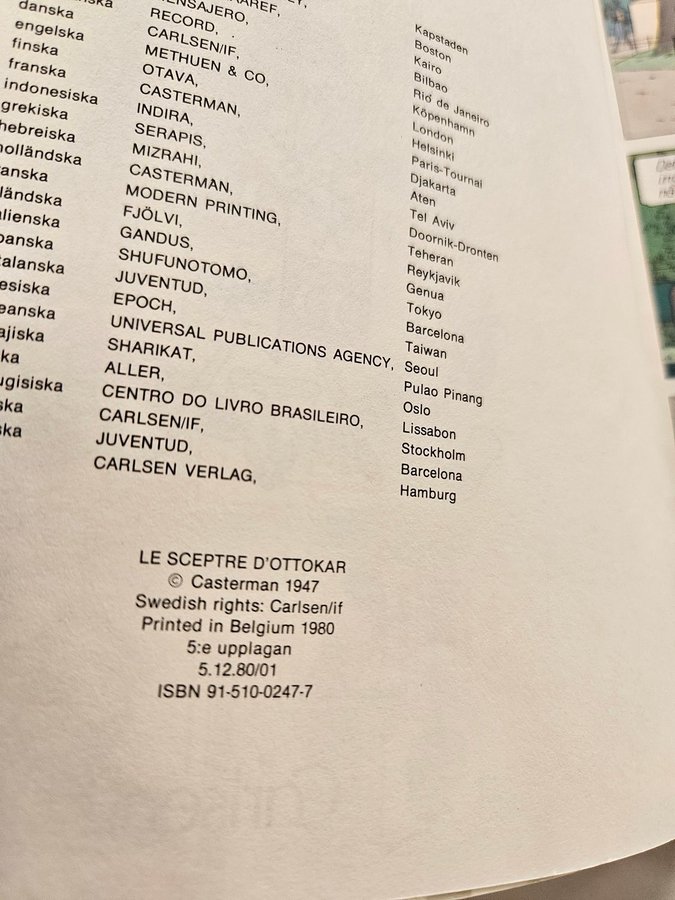 Kapstaden
Boston
Kairo
MENSAJERO, Bilbao
RECORD, Rio de Janeiro
danska CARLSEN/IF, Köpenhamn
engelska METHUEN & CO, London
finska OTAVA, Helsinki
franska CASTERMAN, Paris-Tournai
indonesiska INDIRA, Djakarta
grekiska SERAPIS, Aten
hebreiska MIZRAHI, Tel Aviv
holländska CASTERMAN, Doornik-Dronten
anska MODERN PRINTING, Teheran
ländska FJÖLVI, Reykjavik
alienska GANDUS, Genua
panska SHUFUNOTOMO, Tokyo
talanska JUVENTUD, Barcelona
esiska EPOCH, Taiwan
eanska UNIVERSAL PUBLICATIONS AGENCY, Seoul
ajiska SHARIKAT, Pulao Pinang
ska ALLER, Oslo
ugisiska CENTRO DO LIVRO BRASILEIRO, Lissabon
ska CARLSEN/IF, Stockholm
ska JUVENTUD, Barcelona
CARLSEN VERLAG, Hamburg
LE SCEPTRE D'OTTOKAR
© Casterman 1947
Swedish rights: Carlsen/if
Printed in Belgium 1980
5:e upplagan
5.12.80/01
ISBN 91-510-0247-7